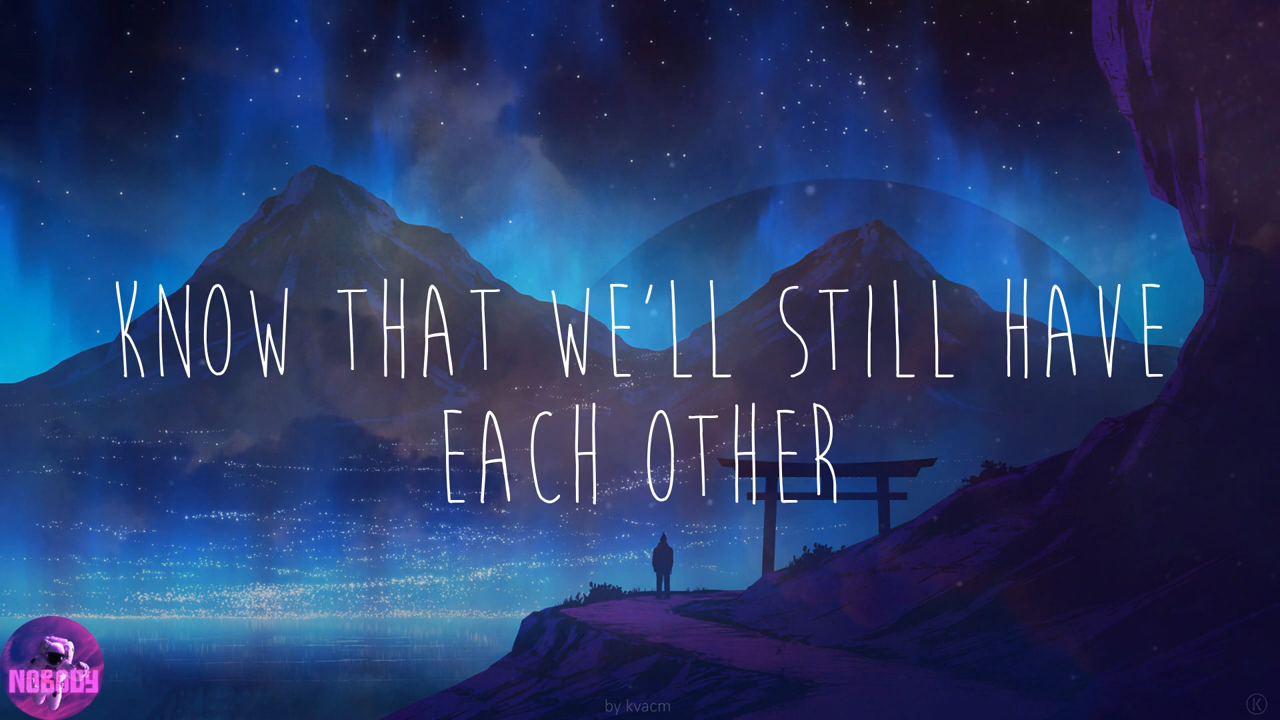 KNOW THAT WE'LL STILL HAVE
EACH OTHER
NOBODY
by kvacm
K